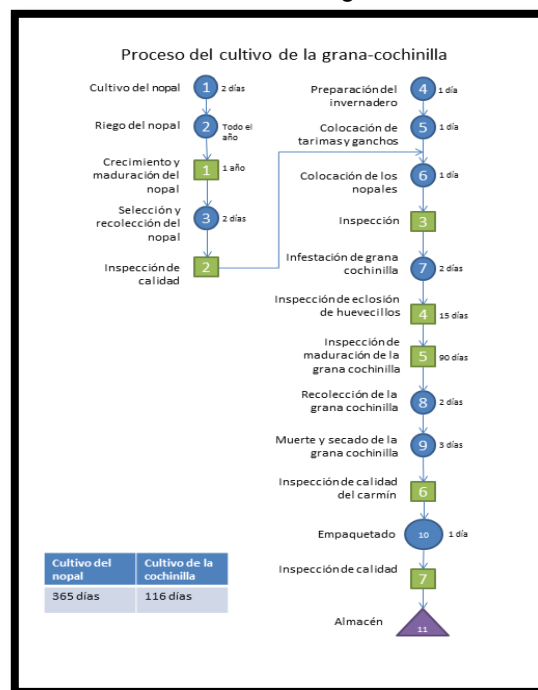 Proceso del cultivo de la grana-cochinilla
Cultivo del nopal
1
2 días
Riego del nopal
2
Todo el
año
Crecimiento y
maduración del
nopal
1
1 año
Selección y
recolección del
nopal
3
2 días
Inspección de
calidad
2
Preparación del
invernadero
4
1 día
Colocación de
tarimas y ganchos
5
1 día
Colocación de los
nopales
6
1 día
Inspección
3
Infestación de grana
cochinilla
7
2 días
Inspección de eclosión
de huevecillos
4
15 días
Inspección de
maduración de la
grana cochinilla
5
90 días
Recolección de la
grana cochinilla
8
2 días
Muerte y secado de la
grana cochinilla
9
3 días
Inspección de calidad
del carmín
6
Empaquetado
10
1 día
Inspección de calidad
7
Almacén
11
Cultivo del
nopal
Cultivo de la
cochinilla
365 días
116 días